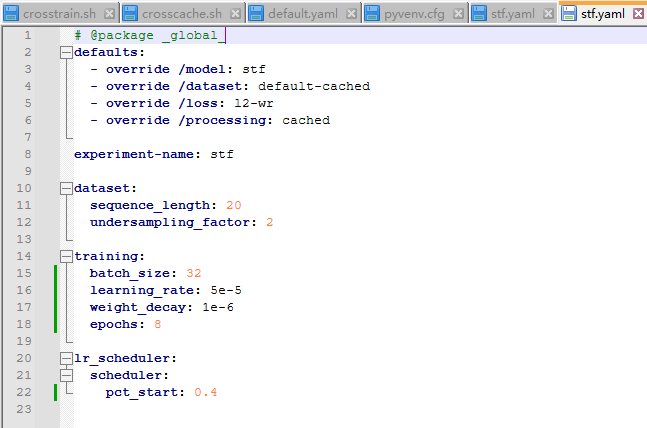 crosstrain.sh crosscache.sh default.yaml pyvenv.cfg stf.yaml stf.yaml
1 # @package _global_
2 defaults:
3   - override /model: stf
4   - override /dataset: default-cached
5   - override /loss: l2-wr
6   - override /processing: cached
7
8 experiment-name: stf
9
10 dataset:
11   sequence_length: 20
12   undersampling_factor: 2
13
14 training:
15   batch_size: 32
16   learning_rate: 5e-5
17   weight_decay: 1e-6
18   epochs: 8
19
20 lr_scheduler:
21   scheduler:
22     pct_start: 0.4
23